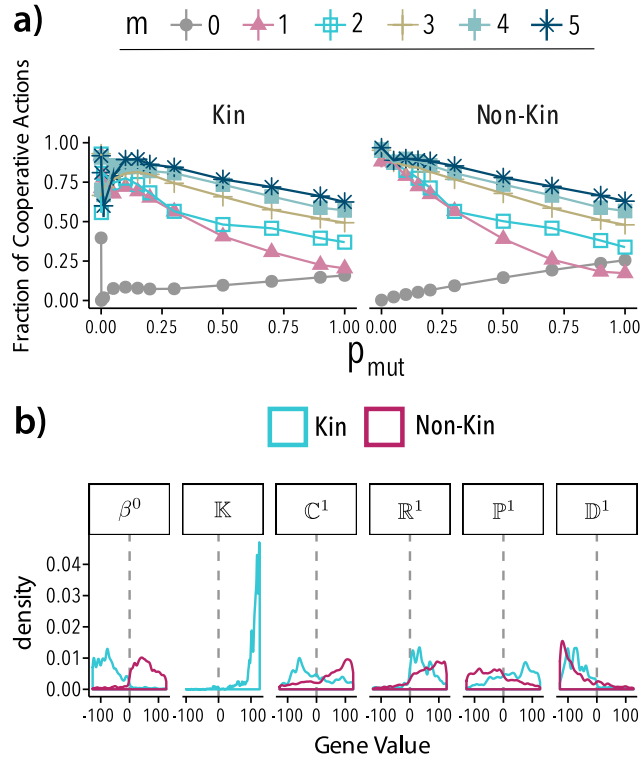 a) m 0 1 2 3 4 5
Kin Non-Kin
Fraction of Cooperative Actions
1.00
0.75
0.50
0.25
0.00
0.00 0.25 0.50 0.75 1.00 0.00 0.25 0.50 0.75 1.00
pmut
b)
Kin Non-Kin
β⁰ 𝕂 ℂ¹ ℝ¹ ℙ¹ 𝔻¹
density
0.04
0.03
0.02
0.01
0.00
-100 0 100 -100 0 100 -100 0 100 -100 0 100 -100 0 100 -100 0 100
Gene Value